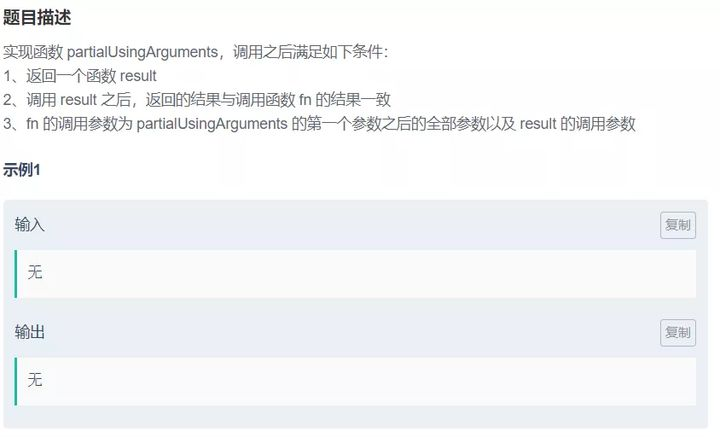 题目描述
实现函数 partialUsingArguments，调用之后满足如下条件：
1、返回一个函数 result
2、调用 result 之后，返回的结果与调用函数 fn 的结果一致
3、fn 的调用参数为 partialUsingArguments 的第一个参数之后的全部参数以及 result 的调用参数
示例1
输入
复制
无
输出
复制
无